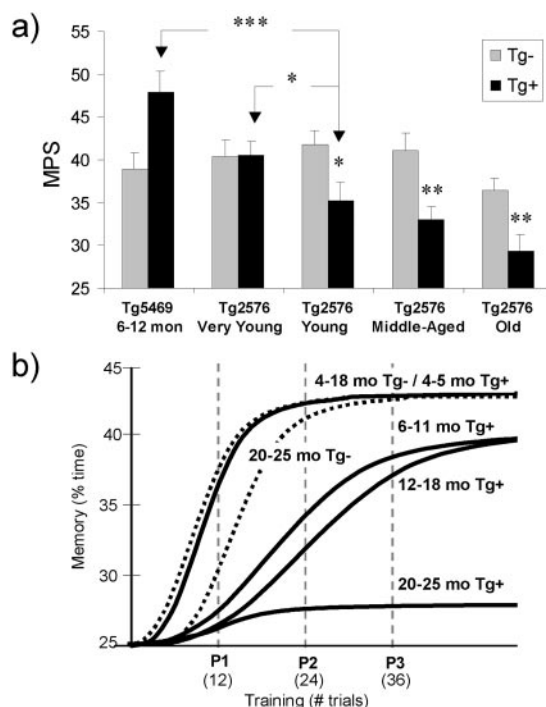 a)
***
*
*
**
**
Tg-
Tg+
MPS
55
50
45
40
35
30
25
Tg5469 Tg2576 Tg2576 Tg2576 Tg2576
6-12 mon Very Young Young Middle-Aged Old
b)
45
40
35
30
25
Memory (% time)
4-18 mo Tg- / 4-5 mo Tg+
6-11 mo Tg+
20-25 mo Tg-
12-18 mo Tg+
20-25 mo Tg+
P1 P2 P3
(12) (24) (36)
Training (# trials)